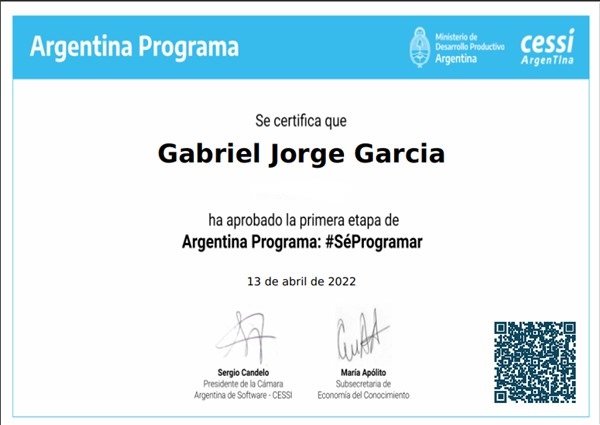 Argentina Programa
Ministerio de
Desarrollo Productivo
Argentina
cessi
ArgenTIna
Se certifica que
Gabriel Jorge Garcia
ha aprobado la primera etapa de
Argentina Programa: #SéProgramar
13 de abril de 2022
Sergio Candelo
Presidente de la Cámara
Argentina de Software - CESSI
María Apólito
Subsecretaria de
Economía del Conocimiento